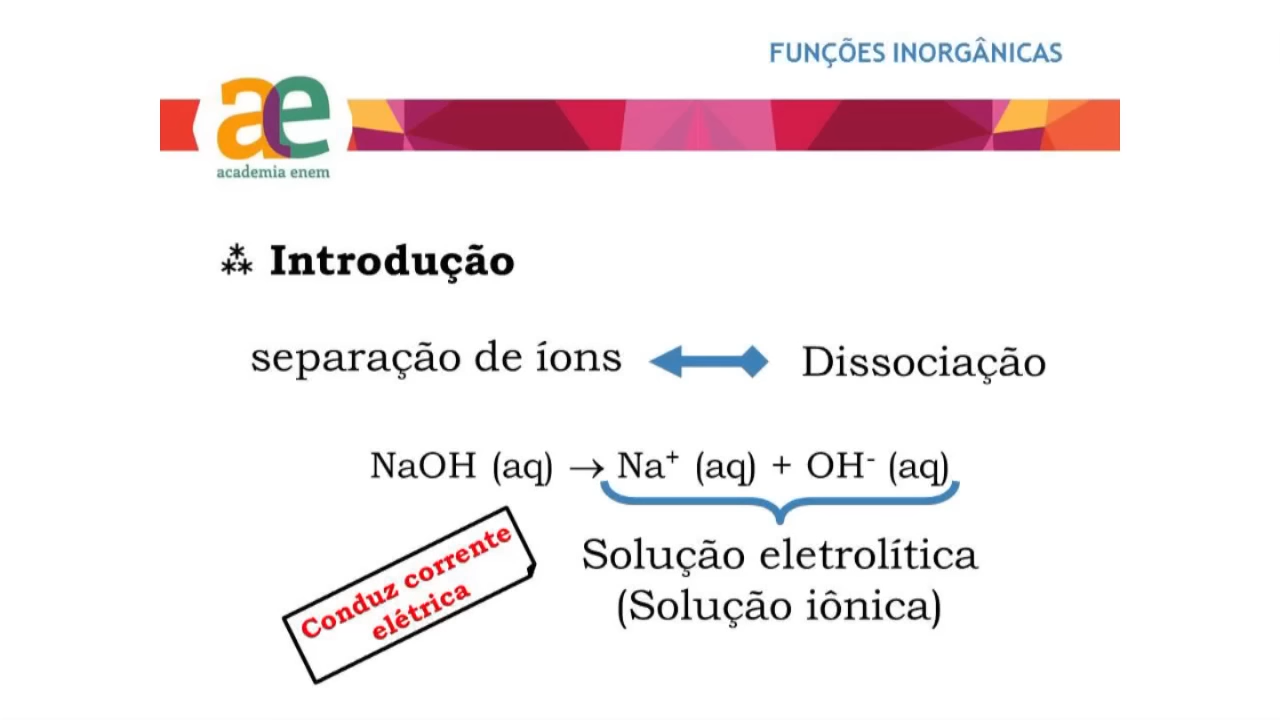 FUNÇÕES INORGÂNICAS
ae
academia enem
⁂ Introdução
separação de íons Dissociação
NaOH (aq) → Na⁺ (aq) + OH⁻ (aq)
Conduz corrente
elétrica
Solução eletrolítica
(Solução iônica)